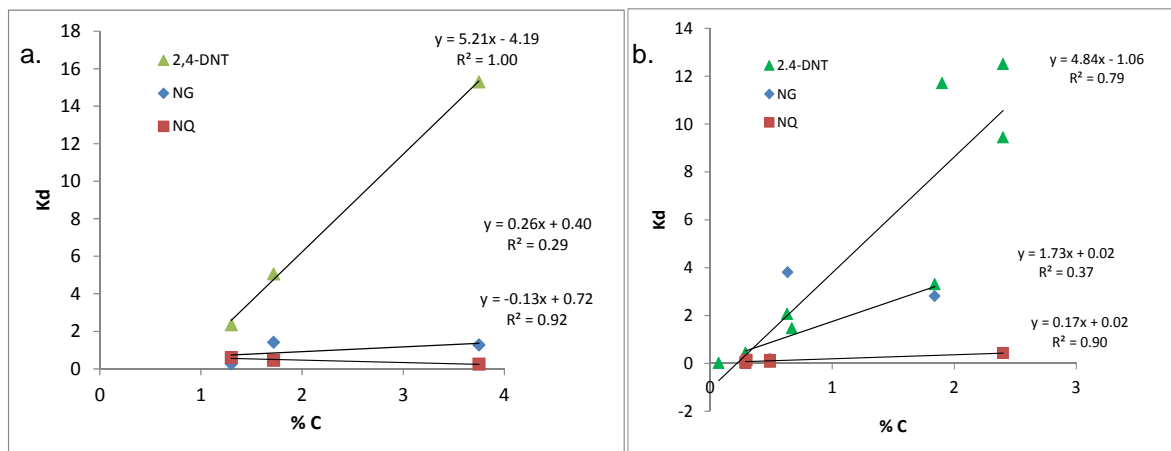 a.
18
16
14
12
10
8
6
4
2
0
Kd
0 1 2 3 4
% C
2,4-DNT
NG
NQ
y = 5.21x - 4.19
R² = 1.00
y = 0.26x + 0.40
R² = 0.29
y = -0.13x + 0.72
R² = 0.92
b.
14
12
10
8
6
4
2
0
-2
Kd
0 1 2 3
% C
2.4-DNT
NG
NQ
y = 4.84x - 1.06
R² = 0.79
y = 1.73x + 0.02
R² = 0.37
y = 0.17x + 0.02
R² = 0.90